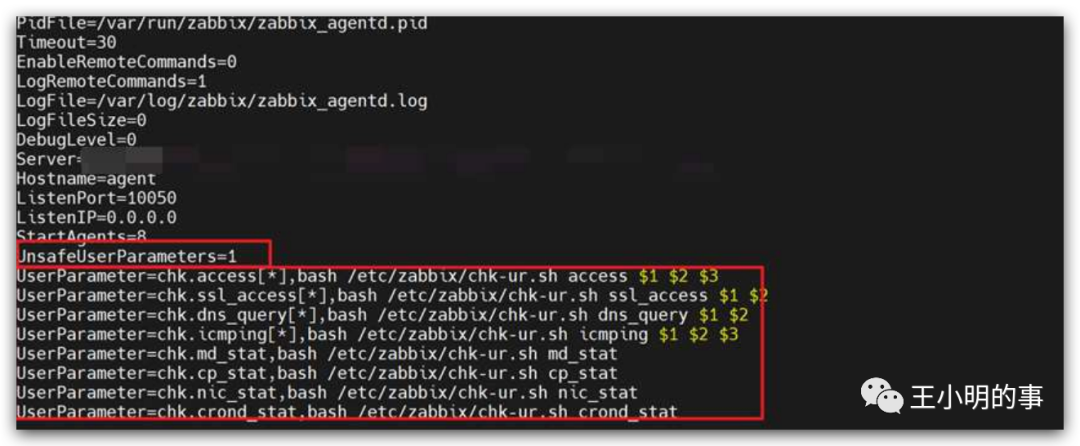 PidFile=/var/run/zabbix/zabbix_agentd.pid
Timeout=30
EnableRemoteCommands=0
LogRemoteCommands=1
LogFile=/var/log/zabbix/zabbix_agentd.log
LogFileSize=0
DebugLevel=0
Server=
Hostname=agent
ListenPort=10050
ListenIP=0.0.0.0
StartAgents=8
UnsafeUserParameters=1
UserParameter=chk.access[*],bash /etc/zabbix/chk-ur.sh access $1 $2 $3
UserParameter=chk.ssl_access[*],bash /etc/zabbix/chk-ur.sh ssl_access $1 $2
UserParameter=chk.dns_query[*],bash /etc/zabbix/chk-ur.sh dns_query $1 $2
UserParameter=chk.icmping[*],bash /etc/zabbix/chk-ur.sh icmping $1 $2 $3
UserParameter=chk.md_stat,bash /etc/zabbix/chk-ur.sh md_stat
UserParameter=chk.cp_stat,bash /etc/zabbix/chk-ur.sh cp_stat
UserParameter=chk.nic_stat,bash /etc/zabbix/chk-ur.sh nic_stat
UserParameter=chk.crond_stat,bash /etc/zabbix/chk-ur.sh crond_stat
王小明的事